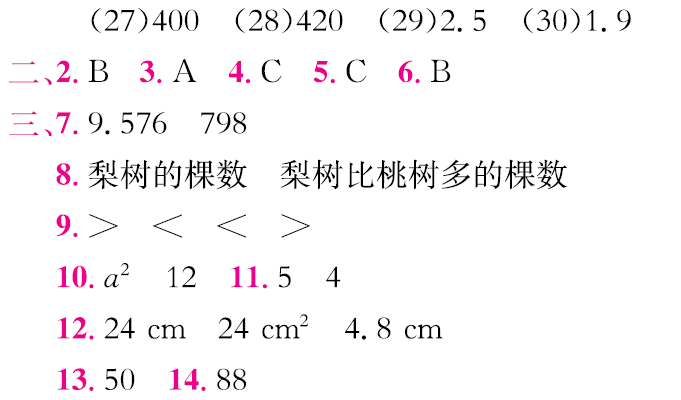 (27)400 (28)420 (29)2.5 (30)1.9
二、2. B 3. A 4. C 5. C 6. B
三、7. 9.576 798
8. 梨树的棵数 梨树比桃树多的棵数
9. > < < >
10. a² 12 11. 5 4
12. 24 cm 24 cm² 4.8 cm
13. 50 14. 88